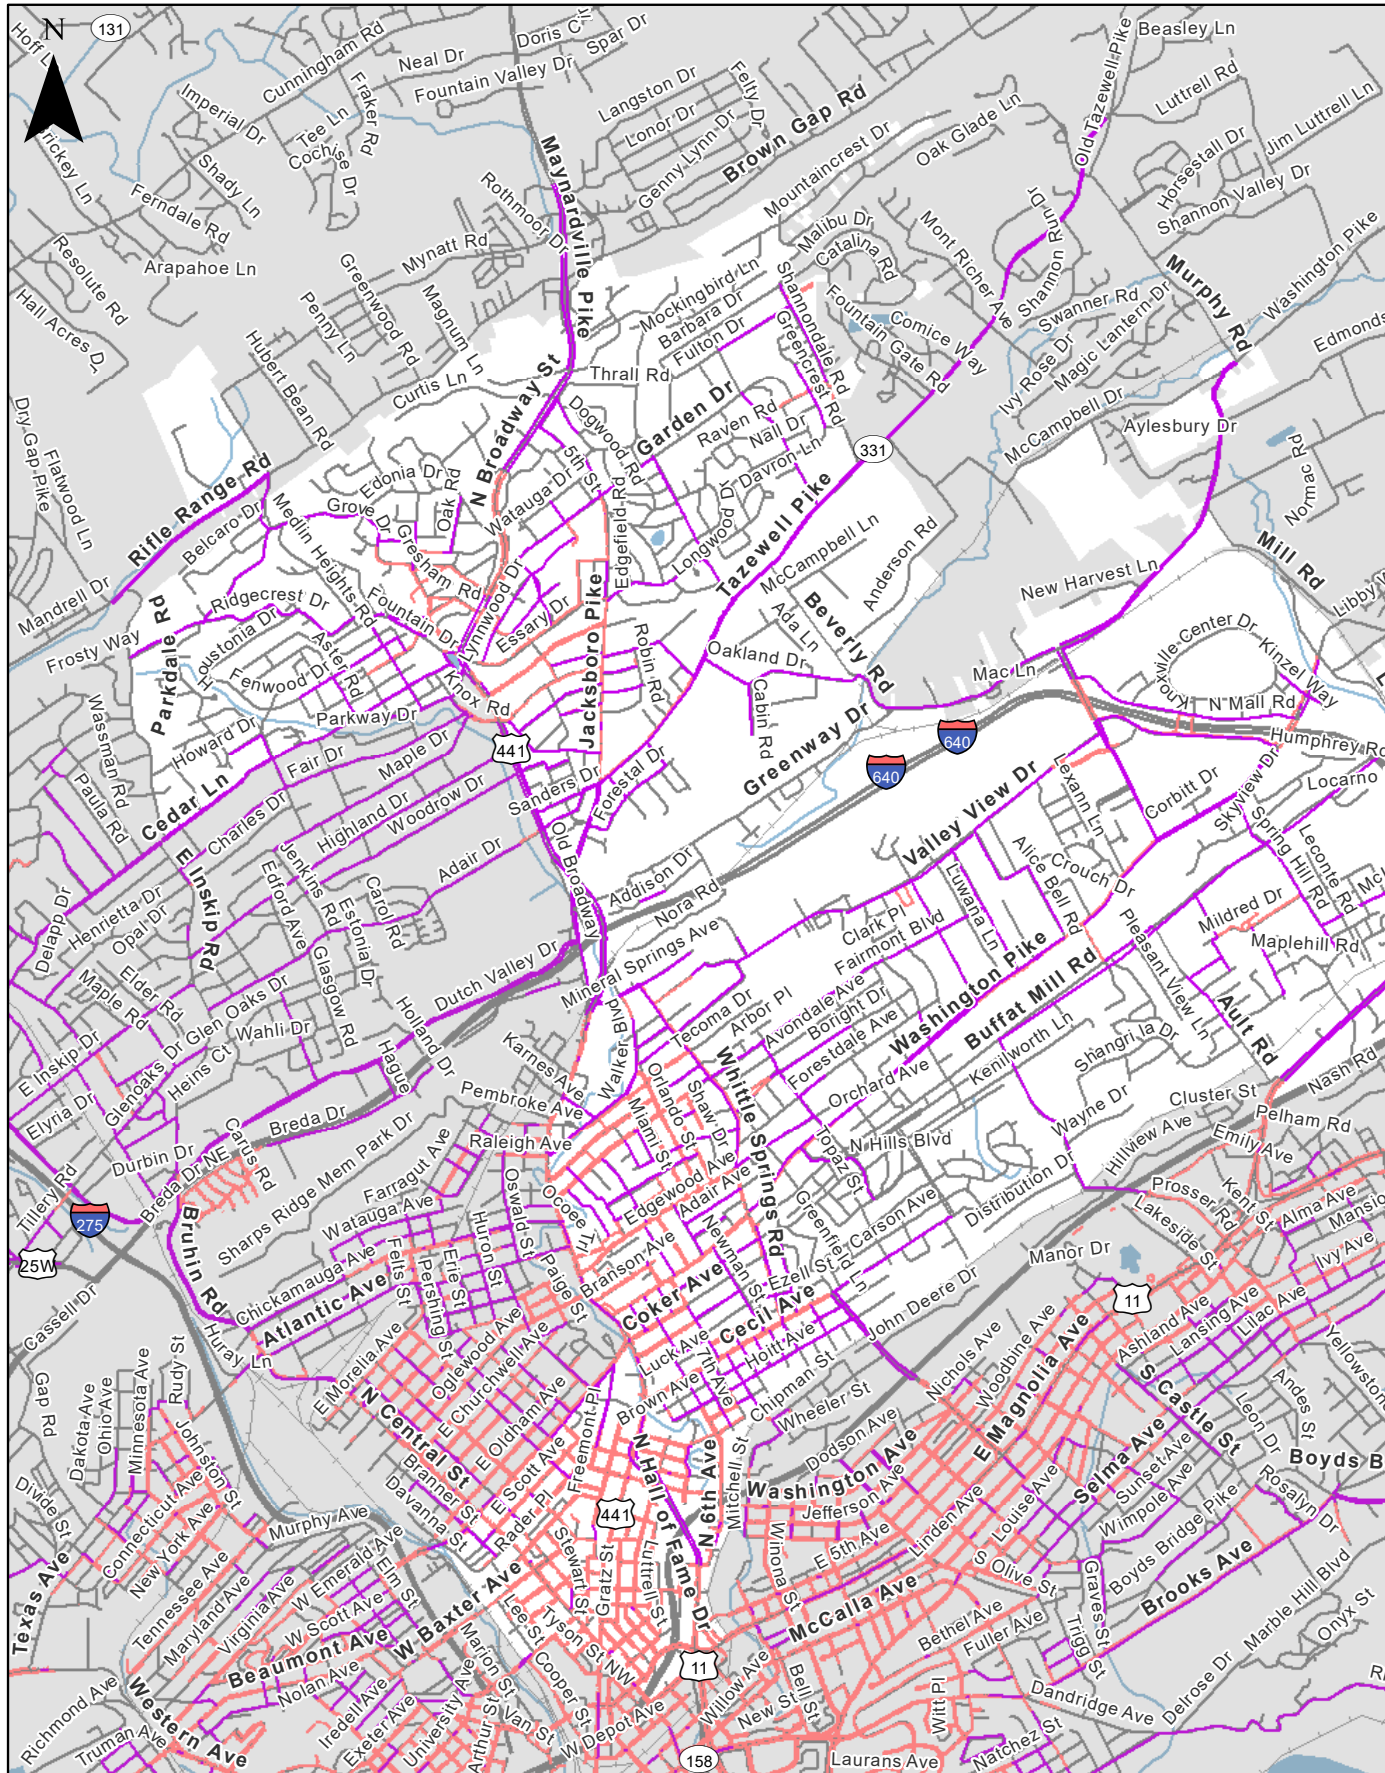 N
131
Hoff L
Cunningham Rd
Neal Dr
Doris Cir
Spar Dr
Fountain Valley Dr
Beasley Ln
Imperial Dr
Tee Ln
Fraker Rd
Cochise Dr
Langston Dr
Felty Dr
Lonor Dr
Genny Lynn Dr
Brown Gap Rd
Oak Glade Ln
Old Tazewell Pike
Luttrell Rd
Jim Luttrell Ln
Horsestall Dr
Shannon Valley Dr
rickey Ln
Shady Ln
Ferndale Rd
Maynardville Pike
Rothmoor Dr
Mountaincrest Dr
Malibu Dr
Catalina Rd
Mont Richer Ave
Shannon Run Dr
Washington Pike
Murphy Rd
Resolute Rd
Arapahoe Ln
Hall Acres D
Greenwood Rd
Mynatt Rd
Penny Ln
Magnum Ln
Hubert Bean Rd
Mockingbird Ln
Barbara Dr
Fulton Dr
Shannondale Rd
Greencrest Rd
Fountain Gate Rd
Comice Way
Swanner Rd
Magic Lantern Dr
Ivy Rose Dr
Edmonds
Curtis Ln
N Broadway St
Thrall Rd
Dogwood Rd
Garden Dr
Raven Rd
Nail Dr
Davron Ln
331
McCampbell Dr
Aylesbury Dr
Dry Gap Pike
Flatwood Ln
Rifle Range Rd
Belcaro Dr
Medlin Heights Rd
Grove Dr
Edonia Dr
Oak Rd
Gresham Rd
Watauga Dr
5th St
Edgefield Rd
Longwood Dr
Tazewell Pike
McCampbell Ln
Anderson Rd
Normac Rd
Mill Rd
Libby
Mandrell Dr
Frosty Way
Parkdale Rd
Ridgecrest Dr
Houstonia Dr
Fenwood Dr
Aster Rd
Fountain Dr
Lynnwood Dr
Essary Dr
Jacksboro Pike
Robin Rd
Ada Ln
Beverly Rd
Oakland Dr
New Harvest Ln
Mac Ln
Knoxville Center Dr
Kinzel Way
N Mall Rd
Humphrey Rd
Wassman Rd
Howard Dr
Parkway Dr
Knox Rd
441
Cabin Rd
Greenway Dr
640
640
Paula Rd
Cedar Ln
Fair Dr
Maple Dr
Charles Dr
Highland Dr
Woodrow Dr
Sanders Dr
Forestal Dr
Valley View Dr
Lexann Ln
Corbitt Dr
Skyview Dr
Locarno
Spring Hill Rd
Leconte Rd
E Inskip Rd
Jenkins Rd
Edford Ave
Carol Rd
Estonia Dr
Adair Dr
Old Broadway
Addison Dr
Nora Rd
Luwana Ln
Alice Bell Rd
Crouch Dr
Mildred Dr
Maplehill Rd
Delapp Dr
Henrietta Dr
Opal Dr
Elder Rd
Maple Rd
Glen Oaks Dr
Glasgow Rd
Wahli Dr
Dutch Valley Dr
Mineral Springs Ave
Clark Pl
Fairmont Blvd
Washington Pike
Buffat Mill Rd
Pleasant View Ln
Ault Rd
E Inskip Dr
Elyria Dr
Glenoaks Dr
Heins Ct
Holland Dr
Hague
Karnes Ave
Walker Blvd
Tecoma Dr
Arbor Pl
Avondale Ave
Boright Dr
Forestdale Ave
Kenilworth Ln
Shangri la Dr
Nash Rd
Durbin Dr
Breda Dr
Pembroke Ave
Orlando St
Shaw Dr
Whittle Springs Rd
Orchard Ave
Wayne Dr
Cluster St
Pelham Rd
Tillery Rd
275
25W
Breda Dr NE
Carus Rd
Sharps Ridge Mem Park Dr
Farragut Ave
Raleigh Ave
Miami St
Topaz St
N Hills Blvd
Hillview Ave
Emily Ave
Watauga Ave
Oswald St
Ocoee Trl
Edgewood Ave
Adair Ave
Greenfield Ln
Carson Ave
Distribution Dr
Prosser Rd
Kent St
Alma Ave
Lakeside St
Bruhin Rd
Chickamauga Ave
Felts St
Erie St
Huron St
Pershing St
Paige St
Branson Ave
Newman St
Ezell St
Manor Dr
Ivy Ave
Cassell Dr
Atlantic Ave
Coker Ave
Cecil Ave
John Deere Dr
11
Huray Ln
Rudy St
E Morelia Ave
Oglewood Ave
E Churchwell Ave
Luck Ave
7th Ave
Hoitt Ave
Nichols Ave
Woodbine Ave
Ashland Ave
Lansing Ave
Lilac Ave
Gap Rd
Dakota Ave
Ohio Ave
Minnesota Ave
Johnston St
N Central St
E Oldham Ave
Freemont Pl
Brown Ave
Chipman St
Wheeler St
E Magnolia Ave
S Castle St
Yellowstone
Andes St
Leon Dr
Boyds B
Divide St
Connecticut Ave
New York Ave
Branner St
Davanna St
E Scott Ave
Rader Pl
N Hall of Fame Dr
N 6th Ave
Mitchell St
Dodson Ave
Washington Ave
Jefferson Ave
Selma Ave
Sunset Ave
Wimpole Ave
Rosalyn Dr
Texas Ave
Murphy Ave
441
Stewart St
Gratz St
Luttrell St
Winona St
E 5th Ave
Linden Ave
Louise Ave
Boyds Bridge Pike
Tennessee Ave
Maryland Ave
Virginia Ave
W Emerald Ave
W Scott Ave
Elm St
W Baxter Ave
Lee St
Tyson St
NW
McCalla Ave
S Olive St
Graves St
Brooks Ave
Marble Hill Blvd
Beaumont Ave
Nolan Ave
Marion St
Cooper St
11
Willow Ave
Bell St
Bethel Ave
Fuller Ave
Trigg St
Onyx St
Richmond Ave
Western Ave
Truman Ave
Iredell Ave
Exeter Ave
University Ave
Arthur St
Van St
W Depot Ave
New St
158
Witt Pl
Laurans Ave
Dandridge Ave
Natchez St
Delrose Dr